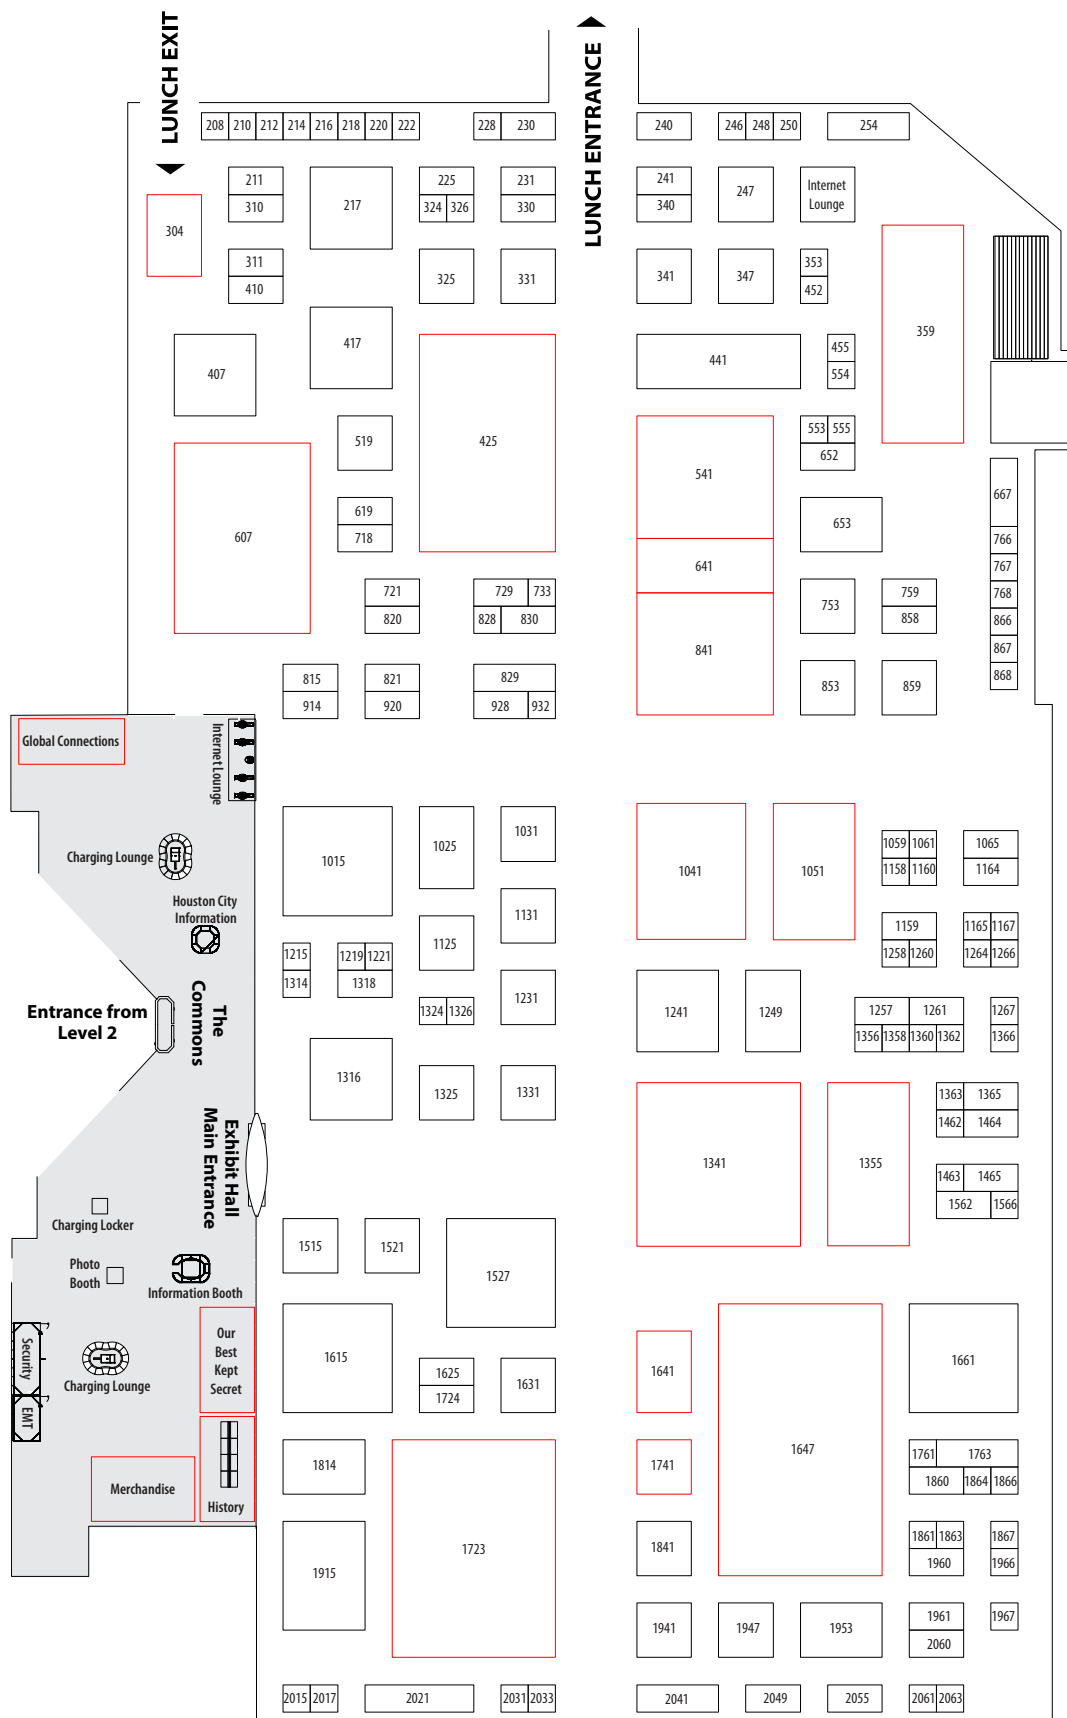 LUNCH EXIT
LUNCH ENTRANCE
208 210 212 214 216 218 220 222 228 230 240 246 248 250 254
211 217 225 231 241 247 Internet
Lounge
310 324 326 330 340
304
311 325 331 341 347 353
410 452
359
417 407 425 441 455
554
519 541 553 555
652
607 619 653 667
718 641 766
767
721 729 733 753 759 768
820 828 830 858 866
841 867
815 821 829 853 859 868
914 920 928 932
Global Connections
Internet Lounge
Charging Lounge
Houston City
Information
The
Commons
Entrance from
Level 2
Exhibit Hall
Main Entrance
Charging Locker
Photo
Booth
Information Booth
Security
EMT
Charging Lounge
Our
Best
Kept
Secret
Merchandise
History
1015 1025 1031 1041 1051 1059 1061 1065
1158 1160 1164
1125 1131 1159 1165 1167
1215 1219 1221 1258 1260 1264 1266
1314 1318
1324 1326 1231 1241 1249 1257 1261 1267
1356 1358 1360 1362 1366
1316 1325 1331 1341 1355 1363 1365
1462 1464
1463 1465
1562 1566
1515 1521 1527
1615 1625 1631 1641 1647 1661
1724
1814 1723 1741 1761 1763
1860 1864 1866
1915 1841 1861 1863 1867
1960 1966
1941 1947 1953 1961 1967
2060
2015 2017 2021 2031 2033 2041 2049 2055 2061 2063